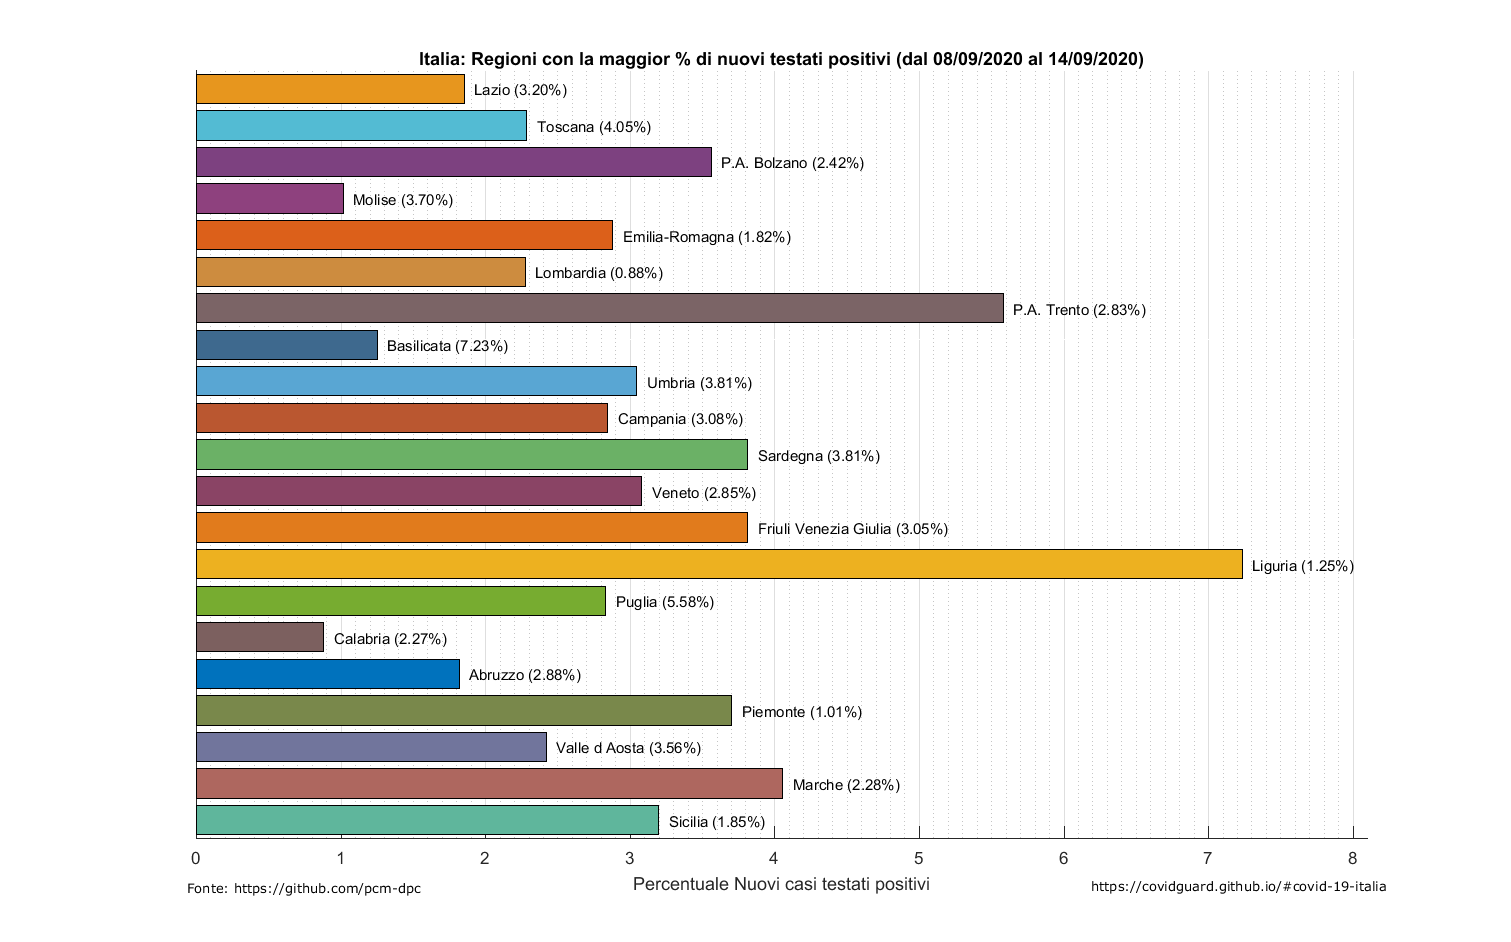 Italia: Regioni con la maggior % di nuovi testati positivi (dal 08/09/2020 al 14/09/2020)
Lazio (3.20%)
Toscana (4.05%)
P.A. Bolzano (2.42%)
Molise (3.70%)
Emilia-Romagna (1.82%)
Lombardia (0.88%)
P.A. Trento (2.83%)
Basilicata (7.23%)
Umbria (3.81%)
Campania (3.08%)
Sardegna (3.81%)
Veneto (2.85%)
Friuli Venezia Giulia (3.05%)
Liguria (1.25%)
Puglia (5.58%)
Calabria (2.27%)
Abruzzo (2.88%)
Piemonte (1.01%)
Valle d Aosta (3.56%)
Marche (2.28%)
Sicilia (1.85%)
0 1 2 3 4 5 6 7 8
Percentuale Nuovi casi testati positivi
Fonte: https://github.com/pcm-dpc
https://covidguard.github.io/#covid-19-italia